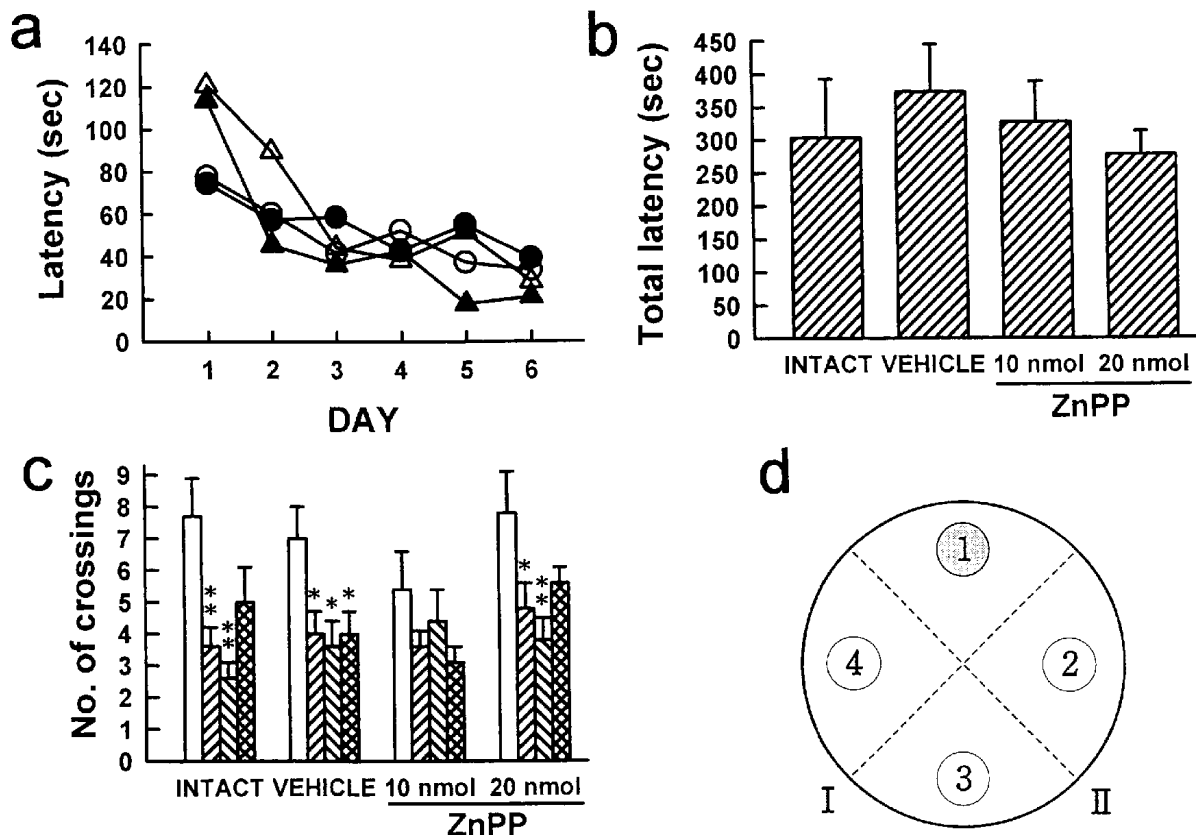 a
Latency (sec)
140
120
100
80
60
40
20
0
1 2 3 4 5 6
DAY
b
Total latency (sec)
450
400
350
300
250
200
150
100
50
0
INTACT VEHICLE 10 nmol 20 nmol
ZnPP
c
No. of crossings
9
8
7
6
5
4
3
2
1
0
** ** * * * * **
INTACT VEHICLE 10 nmol 20 nmol
ZnPP
d
1
4 2
3
I II